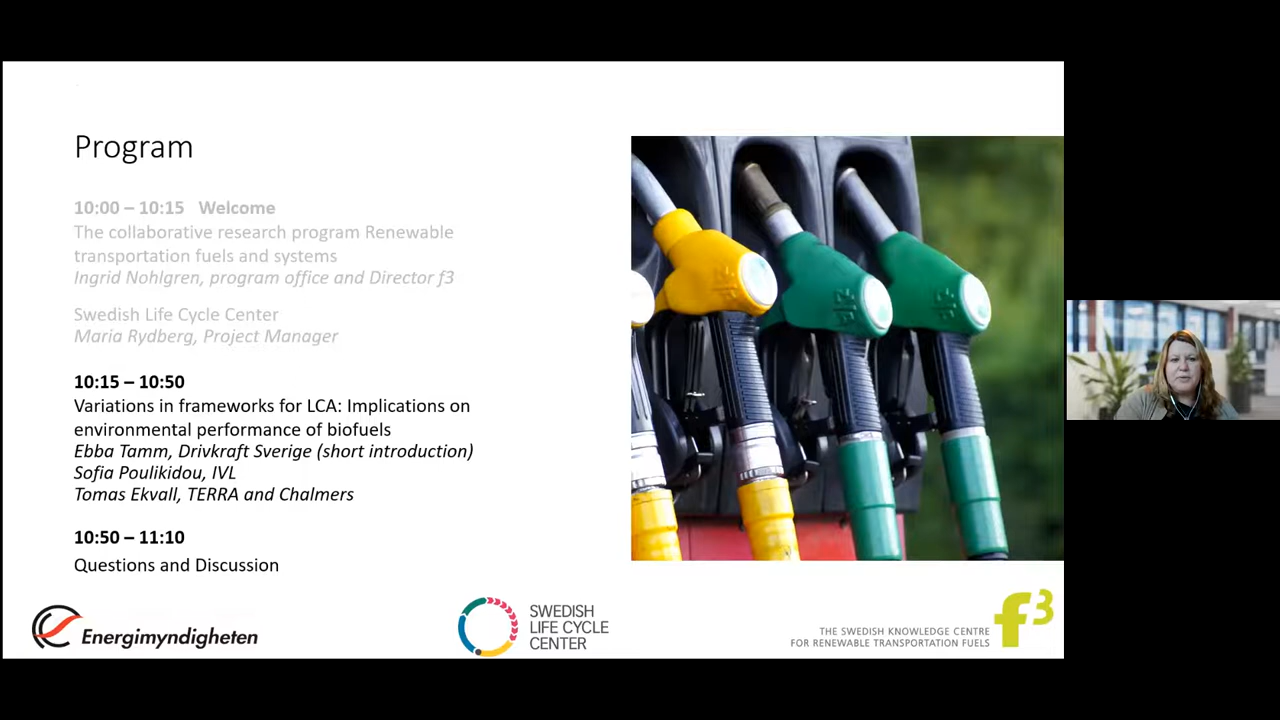 Program
10:00 – 10:15 Welcome
The collaborative research program Renewable
transportation fuels and systems
Ingrid Nohlgren, program office and Director f3
Swedish Life Cycle Center
Maria Rydberg, Project Manager
10:15 – 10:50
Variations in frameworks for LCA: Implications on
environmental performance of biofuels
Ebba Tamm, Drivkraft Sverige (short introduction)
Sofia Poulikidou, IVL
Tomas Ekvall, TERRA and Chalmers
10:50 – 11:10
Questions and Discussion
Energimyndigheten
SWEDISH
LIFE CYCLE
CENTER
THE SWEDISH KNOWLEDGE CENTRE
FOR RENEWABLE TRANSPORTATION FUELS
f3